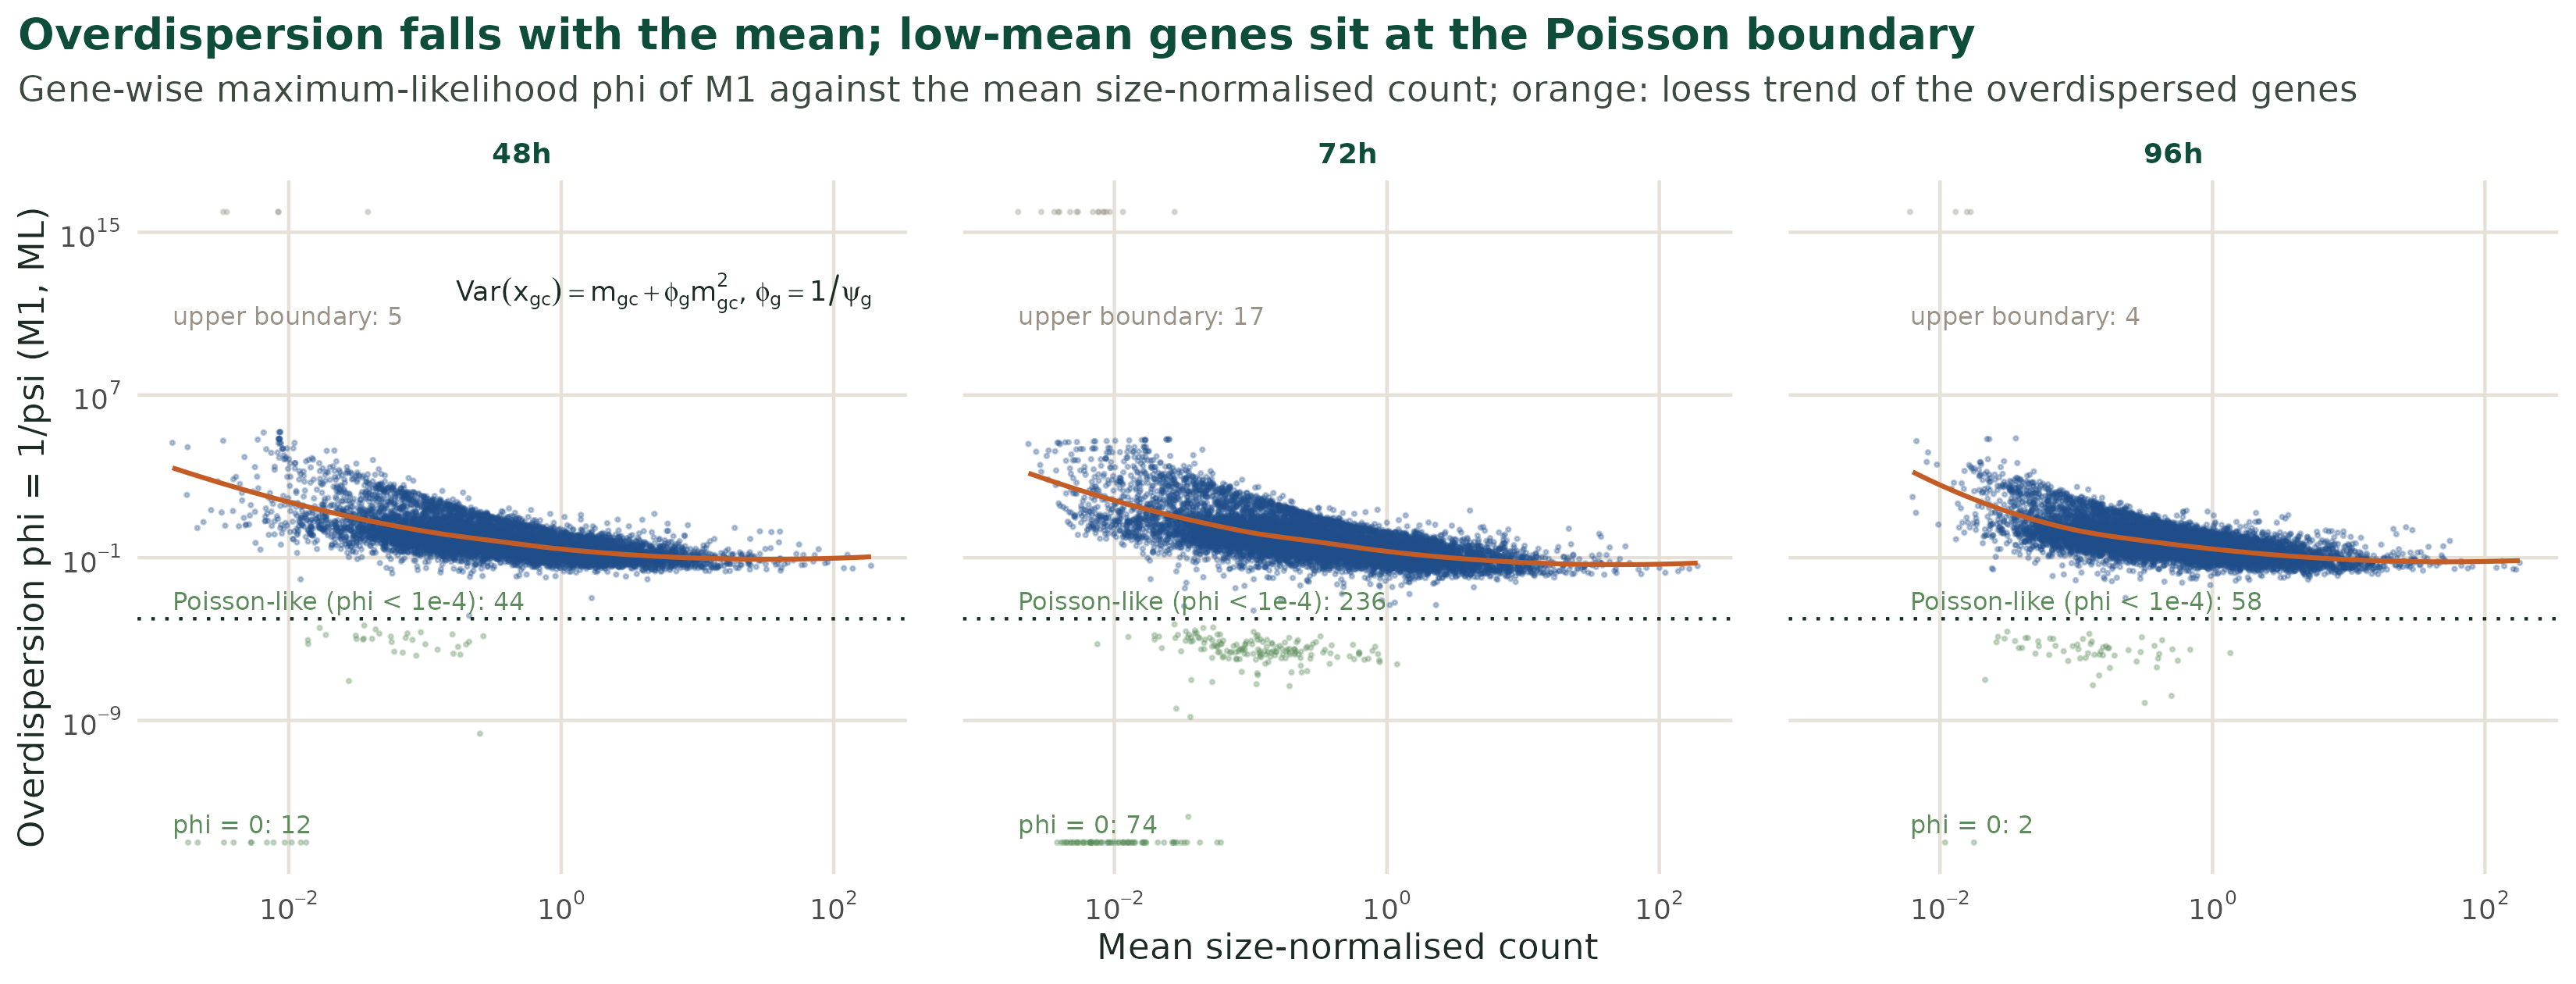 Overdispersion falls with the mean; low-mean genes sit at the Poisson boundary
Gene-wise maximum-likelihood phi of M1 against the mean size-normalised count; orange: loess trend of the overdispersed genes
48h
72h
96h
Overdispersion phi = 1/psi (M1, ML)
10^15
10^7
10^−1
10^−9
Var(x_gc) = m_gc + ϕ_g m_gc^2, ϕ_g = 1/ψ_g
upper boundary: 5
upper boundary: 17
upper boundary: 4
Poisson-like (phi < 1e-4): 44
Poisson-like (phi < 1e-4): 236
Poisson-like (phi < 1e-4): 58
phi = 0: 12
phi = 0: 74
phi = 0: 2
10^−2 10^0 10^2
10^−2 10^0 10^2
10^−2 10^0 10^2
Mean size-normalised count